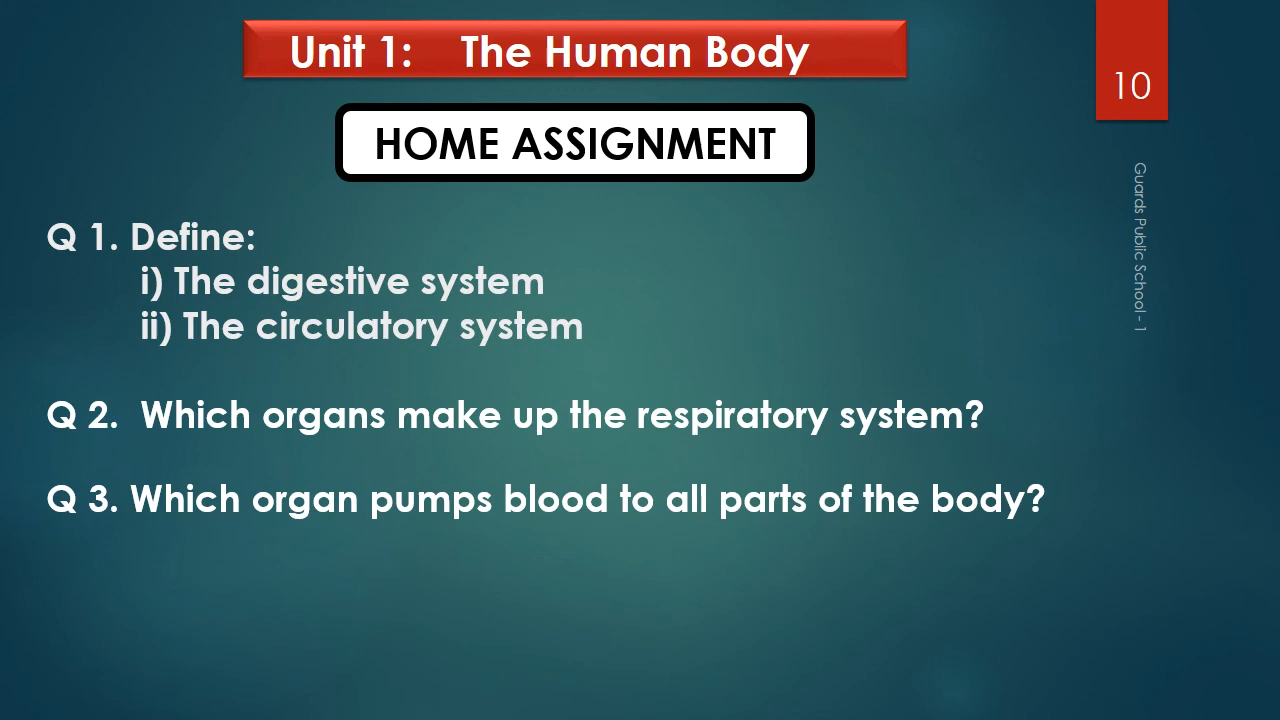 Unit 1: The Human Body
10
HOME ASSIGNMENT
Guards Public School - 1
Q 1. Define:
i) The digestive system
ii) The circulatory system
Q 2. Which organs make up the respiratory system?
Q 3. Which organ pumps blood to all parts of the body?